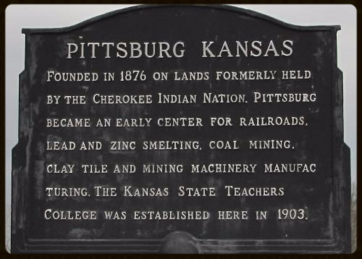 PITTSBURG KANSAS
FOUNDED IN 1876 ON LANDS FORMERLY HELD
BY THE CHEROKEE INDIAN NATION, PITTSBURG
BECAME AN EARLY CENTER FOR RAILROADS,
LEAD AND ZINC SMELTING, COAL MINING,
CLAY TILE AND MINING MACHINERY MANUFAC
TURING. THE KANSAS STATE TEACHERS
COLLEGE WAS ESTABLISHED HERE IN 1903.